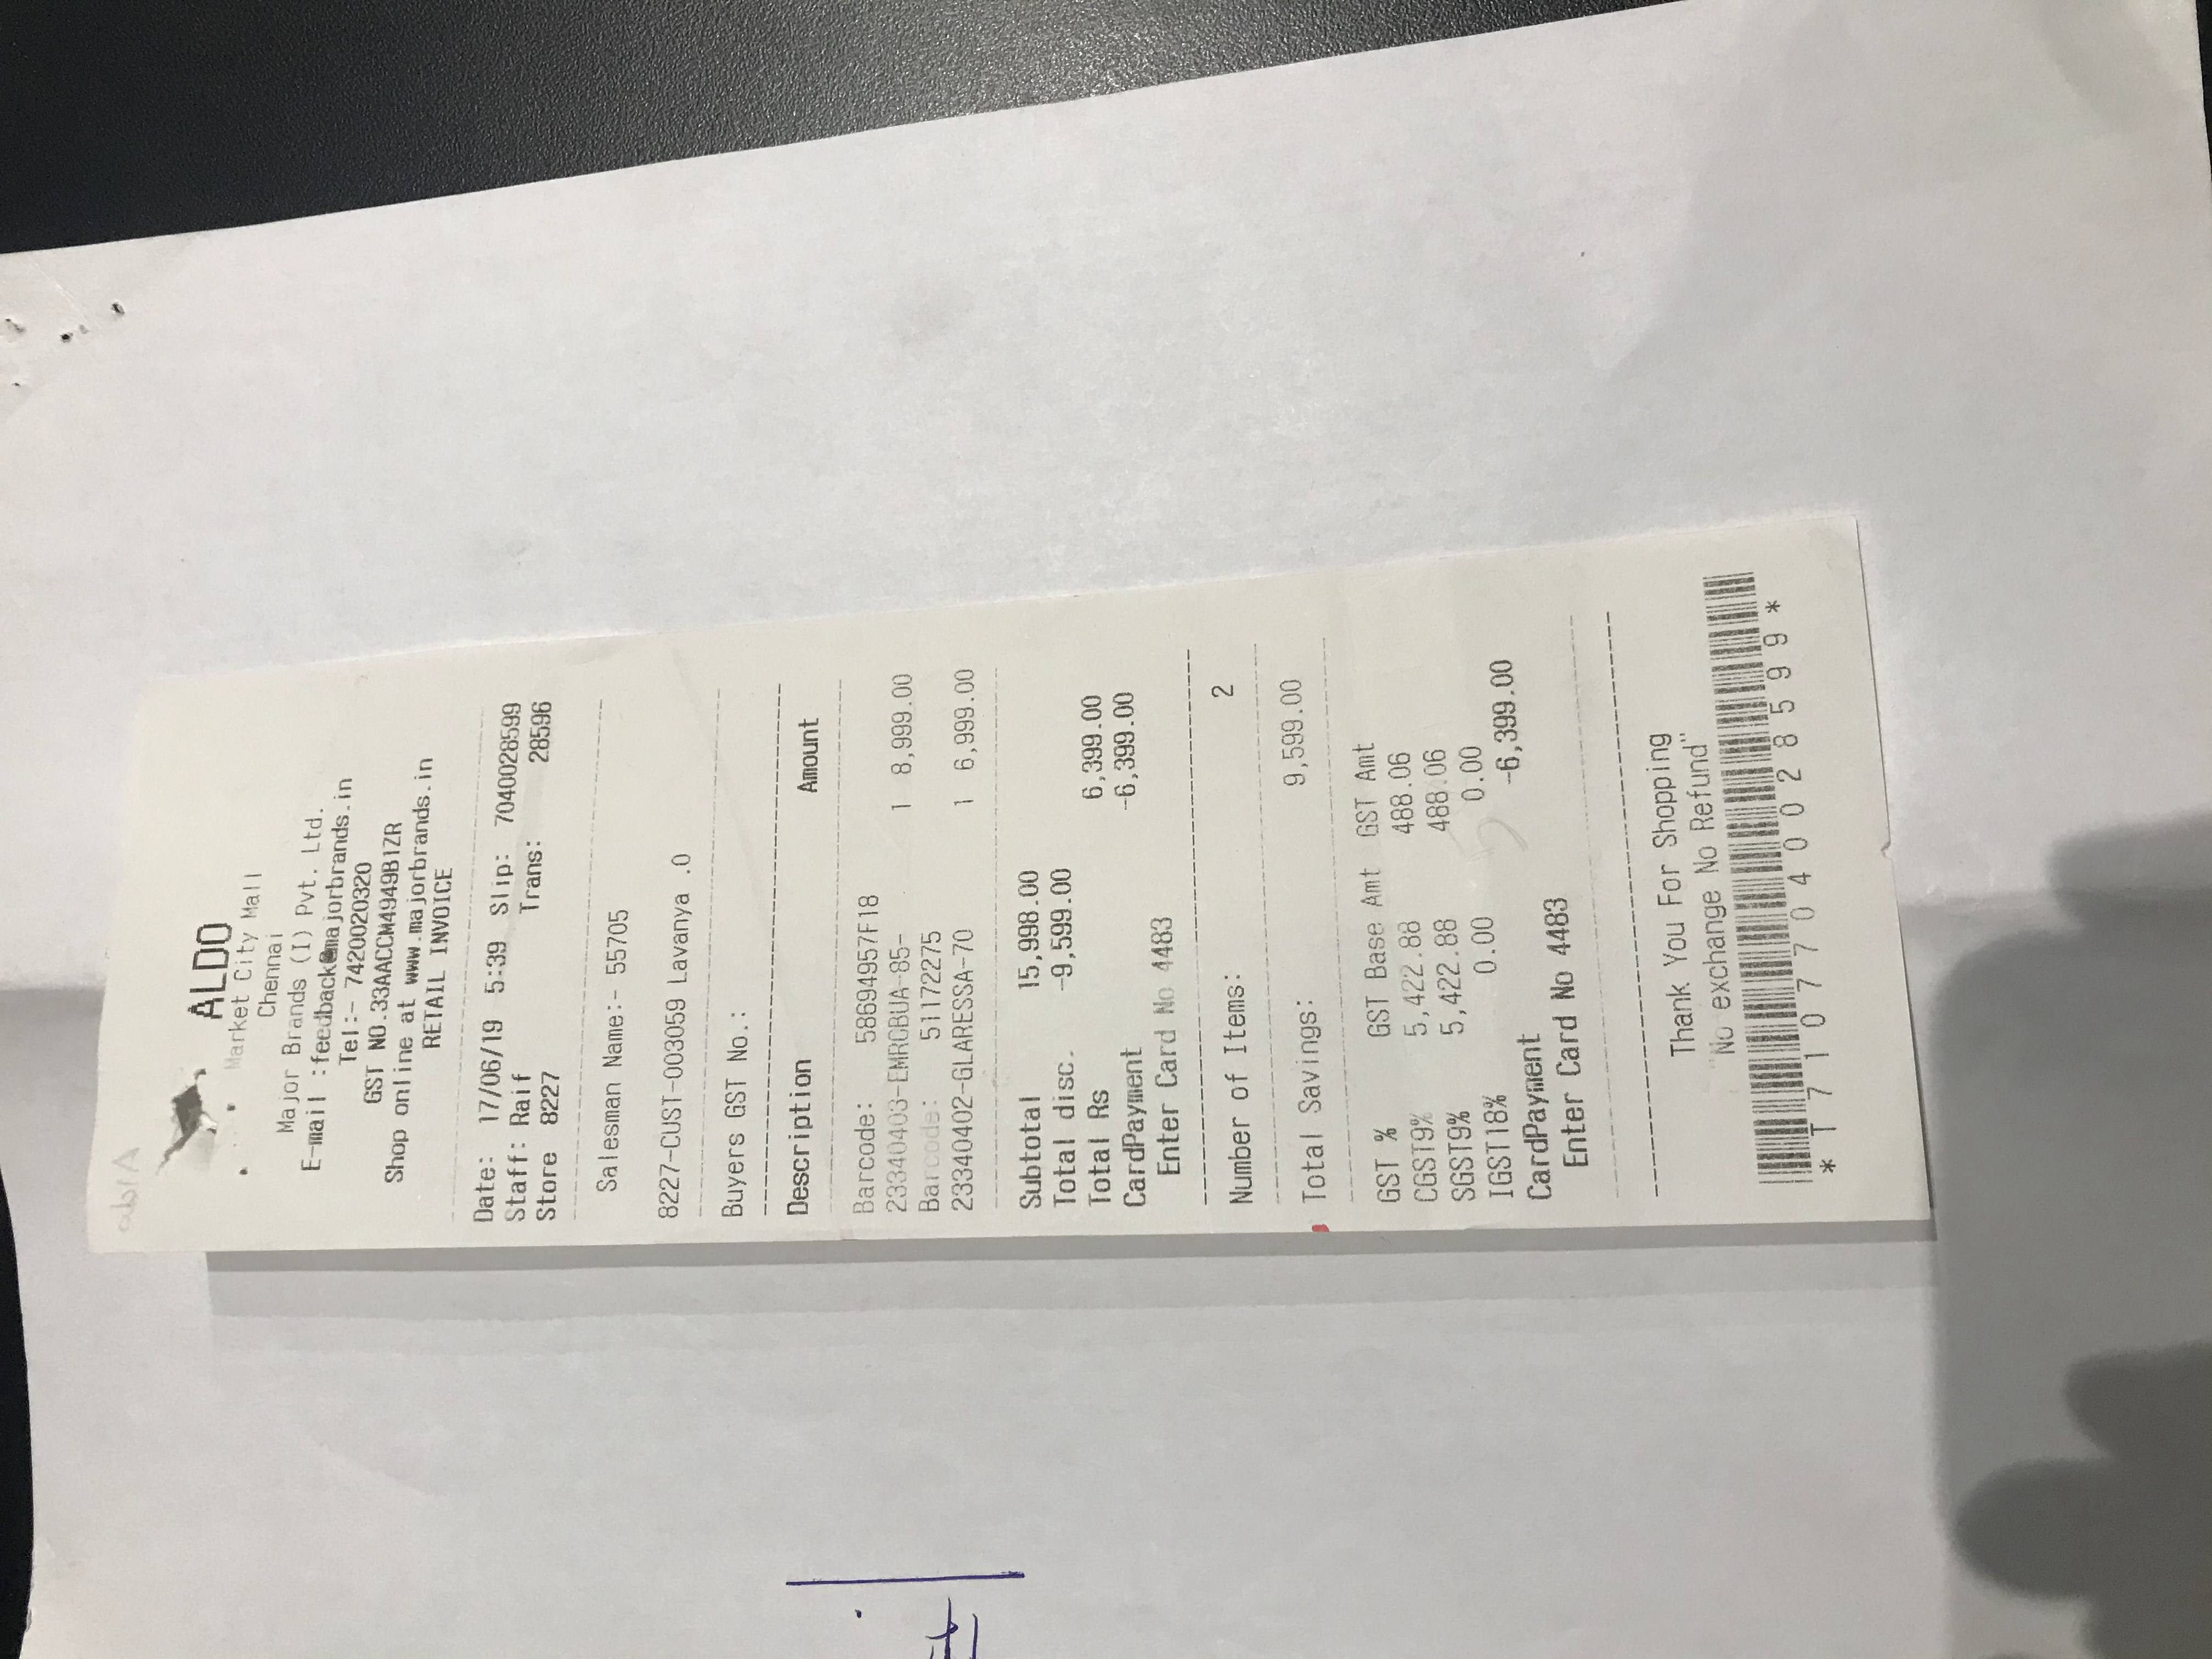 Aldo
ALDO
Market City Mall
Chennai
Major Brands (I) Pvt. Ltd.
E-mail :feedback@majorbrands.in
Tel:- 7420020320
GST NO.33AACCM4949B1ZR
Shop online at www.majorbrands.in
RETAIL INVOICE
Date: 17/06/19 5:39 Slip: 7040028599
Staff: Raif Trans: 28596
Store 8227
Salesman Name:- 55705
8227-CUST-003059 Lavanya .0
Buyers GST No.:
Description Amount
Barcode: 58694957F18
23340403-EMRGBUA-85- 1 8,999.00
Barcode: 51172275
23340402-GLARESSA-70 1 6,999.00
Subtotal 15,998.00
Total disc. -9,599.00
Total Rs 6,399.00
CardPayment -6,399.00
Enter Card No 4483
Number of Items: 2
Total Savings: 9,599.00
GST % GST Base Amt GST Amt
CGST9% 5,422.88 488.06
SGST9% 5,422.88 488.06
IGST18% 0.00 0.00
CardPayment -6,399.00
Enter Card No 4483
Thank You For Shopping
"No exchange No Refund"
*T71077040028599*